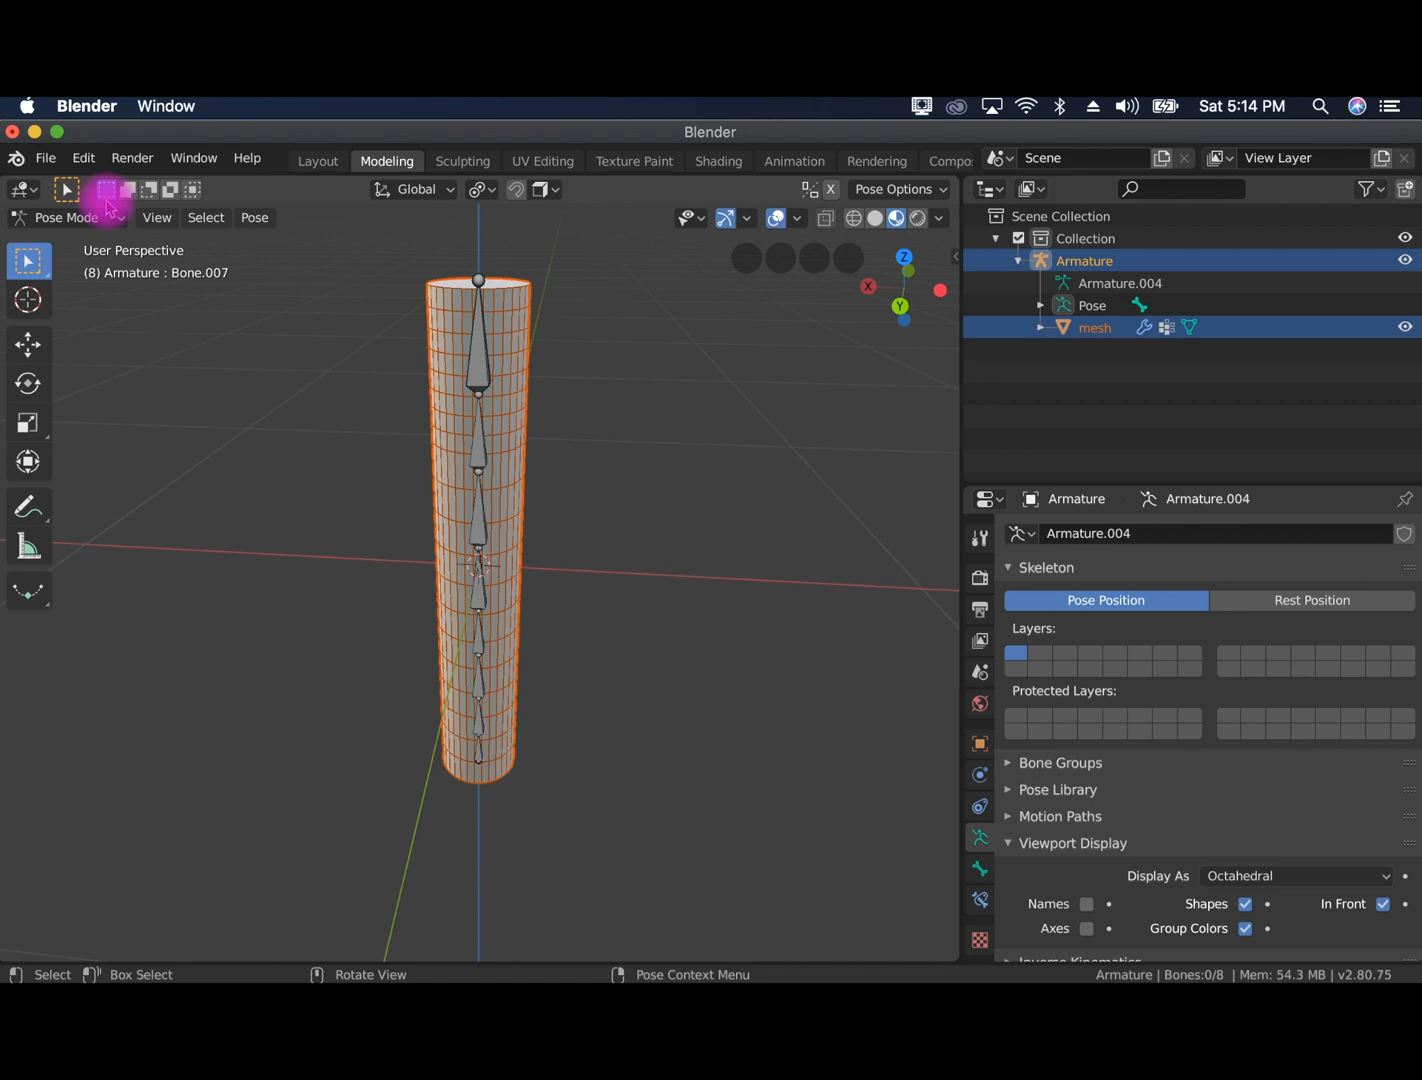 Blender Window Sat 5:14 PM
Blender
File Edit Render Window Help Layout Modeling Sculpting UV Editing Texture Paint Shading Animation Rendering Compo Scene View Layer
Global X Pose Options
Pose Mode View Select Pose
User Perspective
(8) Armature : Bone.007
Z
X
Y
Scene Collection
Collection
Armature
Armature.004
Pose
mesh
Armature Armature.004
Armature.004
Skeleton
Pose Position Rest Position
Layers:
Protected Layers:
Bone Groups
Pose Library
Motion Paths
Viewport Display
Display As Octahedral
Names Shapes In Front
Axes Group Colors
Inverse Kinematics
Select Box Select Rotate View Pose Context Menu Armature | Bones:0/8 | Mem: 54.3 MB | v2.80.75